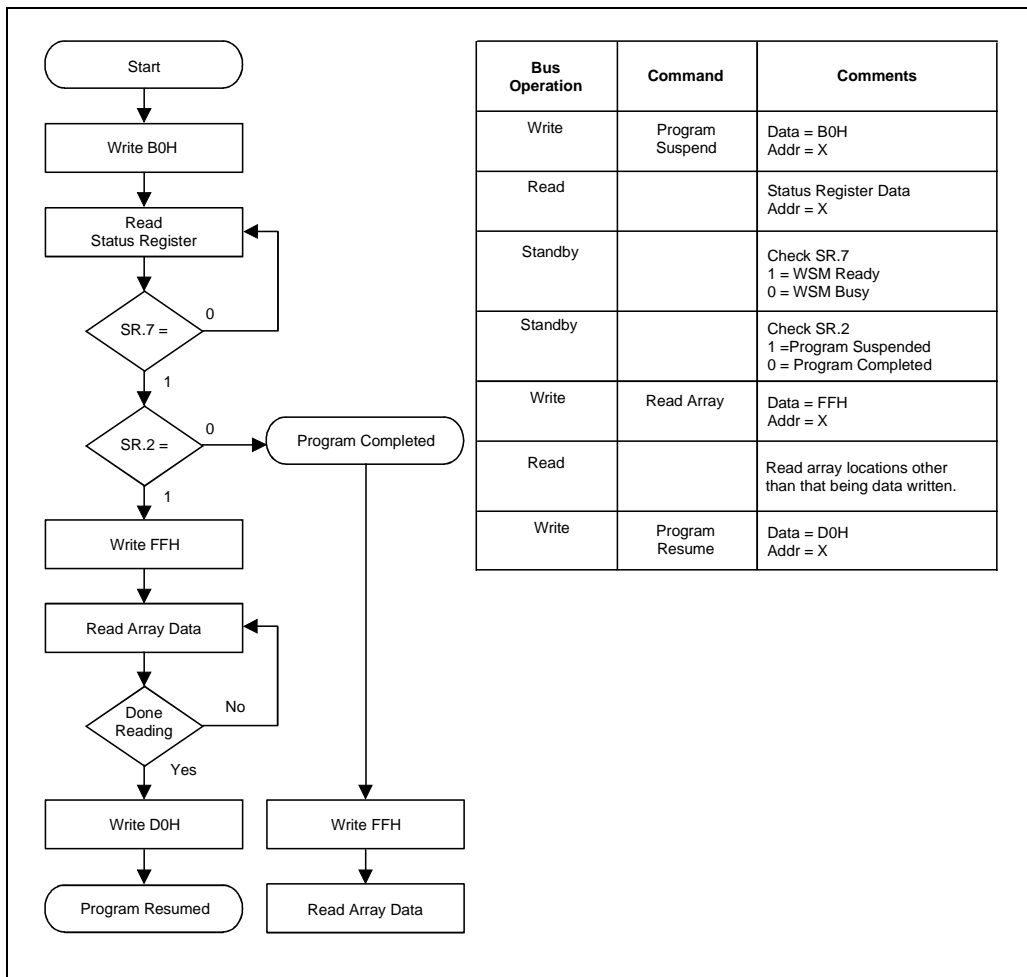 Start
Write B0H
Read
Status Register
SR.7 =
0
1
SR.2 =
0
Program Completed
1
Write FFH
Read Array Data
Done
Reading
No
Yes
Write D0H
Write FFH
Program Resumed
Read Array Data
Bus
Operation
Command
Comments
Write
Program
Suspend
Data = B0H
Addr = X
Read
Status Register Data
Addr = X
Standby
Check SR.7
1 = WSM Ready
0 = WSM Busy
Standby
Check SR.2
1 =Program Suspended
0 = Program Completed
Write
Read Array
Data = FFH
Addr = X
Read
Read array locations other
than that being data written.
Write
Program
Resume
Data = D0H
Addr = X